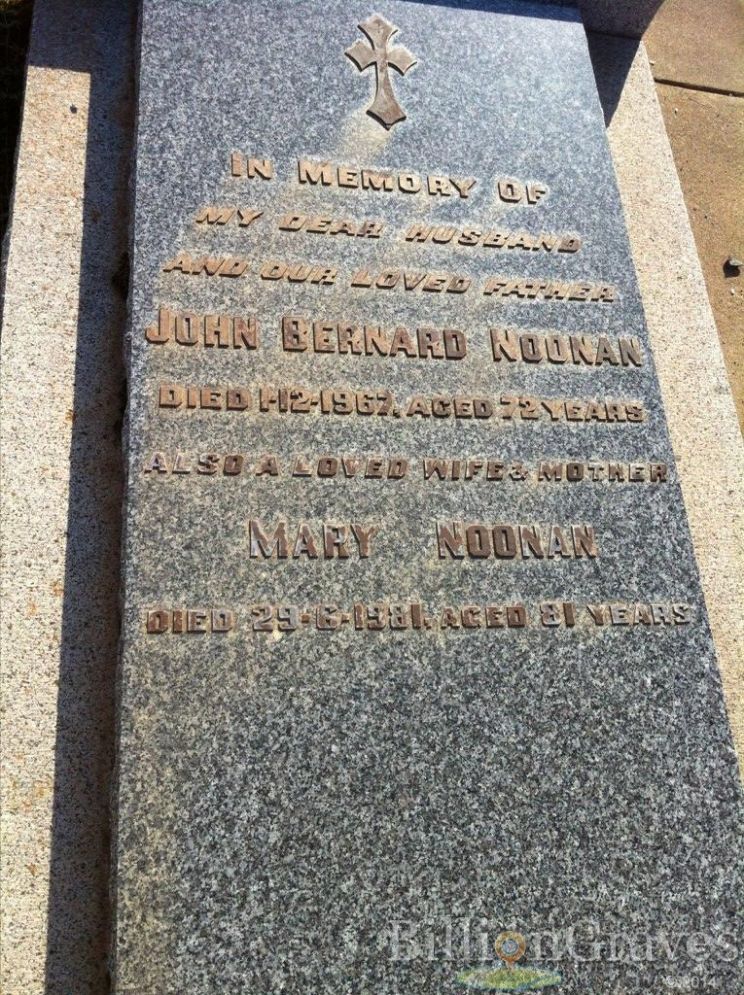 IN MEMORY OF
MY DEAR HUSBAND
AND OUR LOVED FATHER
JOHN BERNARD NOONAN
DIED 1-12-1967, AGED 72 YEARS
ALSO A LOVED WIFE & MOTHER
MARY NOONAN
DIED 29-6-1981, AGED 81 YEARS
BillionGraves
© 2014